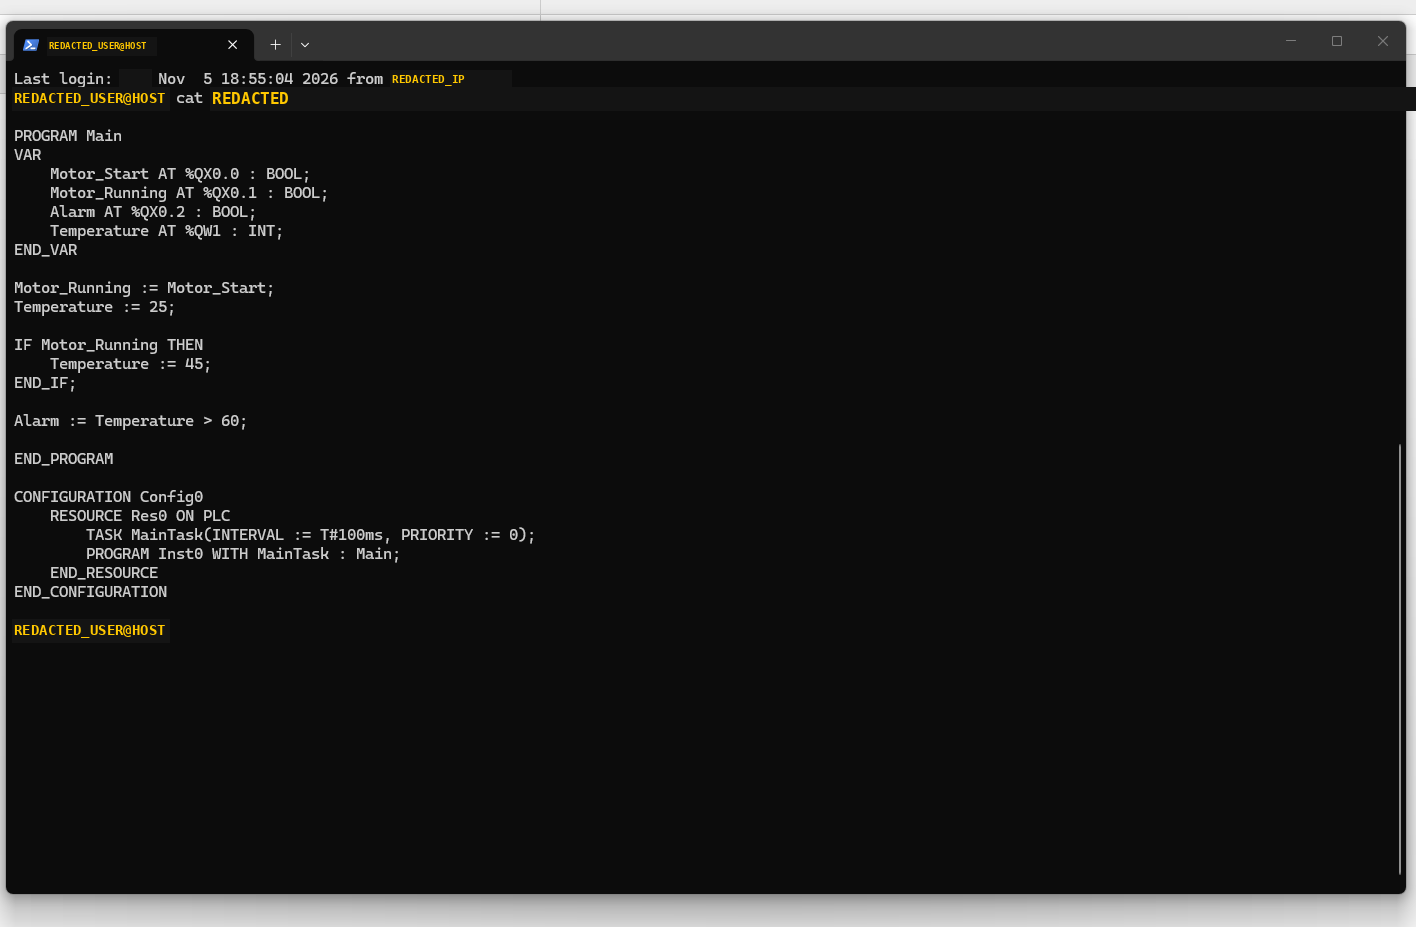 REDACTED_USER@HOST
Last login: Nov  5 18:55:04 2026 from REDACTED_IP
REDACTED_USER@HOST cat REDACTED
PROGRAM Main
VAR
    Motor_Start AT %QX0.0 : BOOL;
    Motor_Running AT %QX0.1 : BOOL;
    Alarm AT %QX0.2 : BOOL;
    Temperature AT %QW1 : INT;
END_VAR
Motor_Running := Motor_Start;
Temperature := 25;
IF Motor_Running THEN
    Temperature := 45;
END_IF;
Alarm := Temperature > 60;
END_PROGRAM
CONFIGURATION Config0
    RESOURCE Res0 ON PLC
        TASK MainTask(INTERVAL := T#100ms, PRIORITY := 0);
        PROGRAM Inst0 WITH MainTask : Main;
    END_RESOURCE
END_CONFIGURATION
REDACTED_USER@HOST